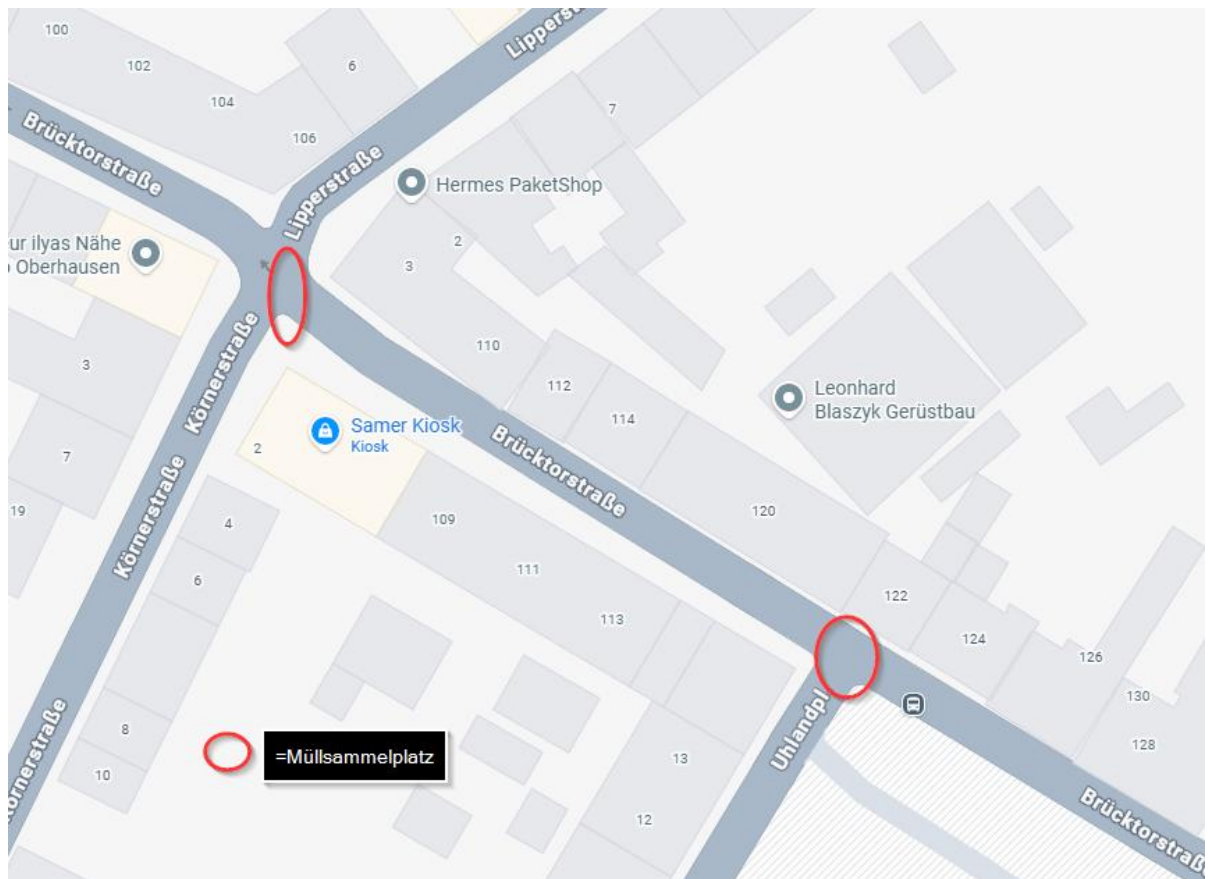 100
102
104
106
6
Lipperstr
7
Brücktorstraße
Lipperstraße
Hermes PaketShop
2
3
eur ilyas Nähe
o Oberhausen
3
110
112
114
Leonhard
Blaszyk Gerüstbau
Körnerstraße
Samer Kiosk
Kiosk
2
Brücktorstraße
7
19
Körnerstraße
4
109
120
6
111
113
122
124
126
130
128
Uhlandpl
8
10
Körnerstraße
=Müllsammelplatz
13
12
Brücktorstraße